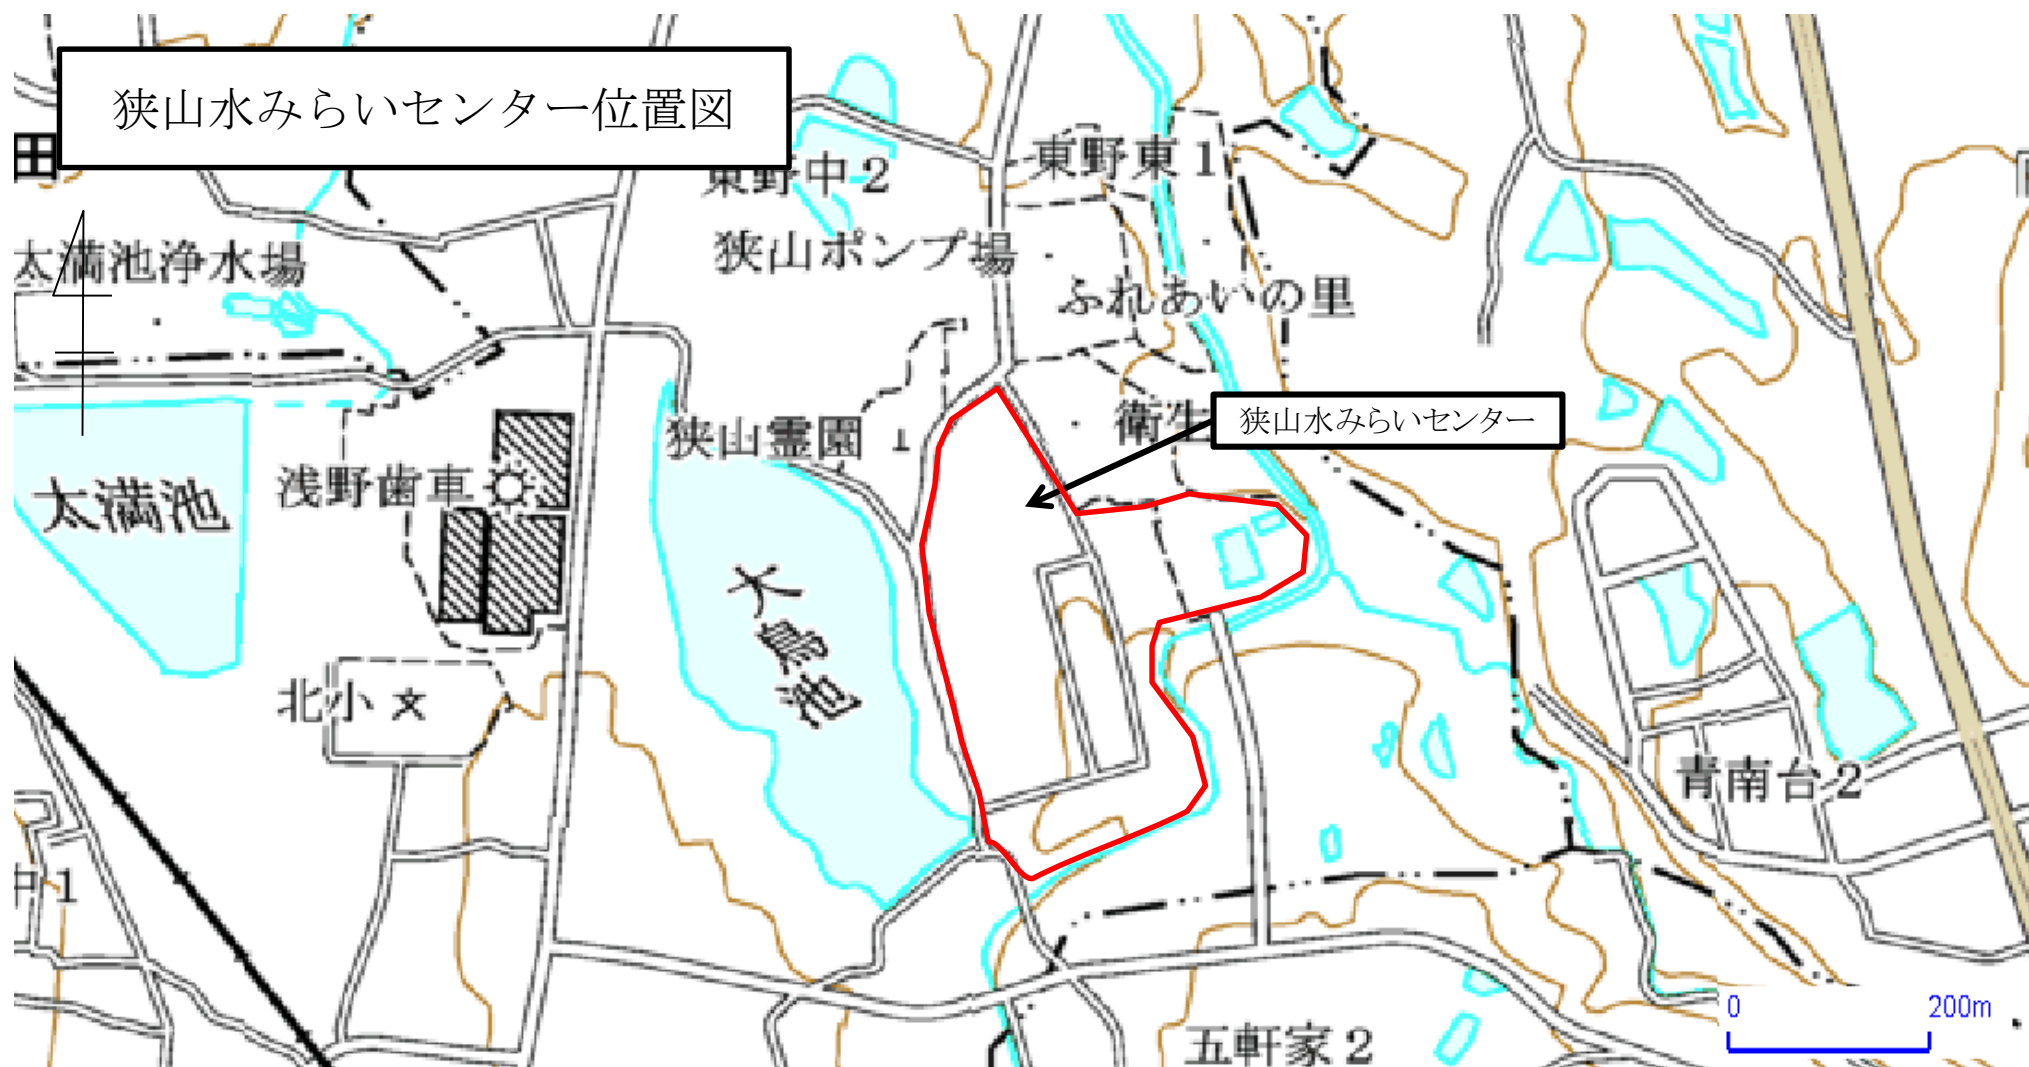 狭山水みらいセンター位置図
田
東野中2
東野東1
太満池浄水場
狭山ポンプ場
ふれあいの里
狭山霊園
衛生
狭山水みらいセンター
太満池
浅野歯車
大鳥池
北小
青南台2
中1
五軒家2
0 200m